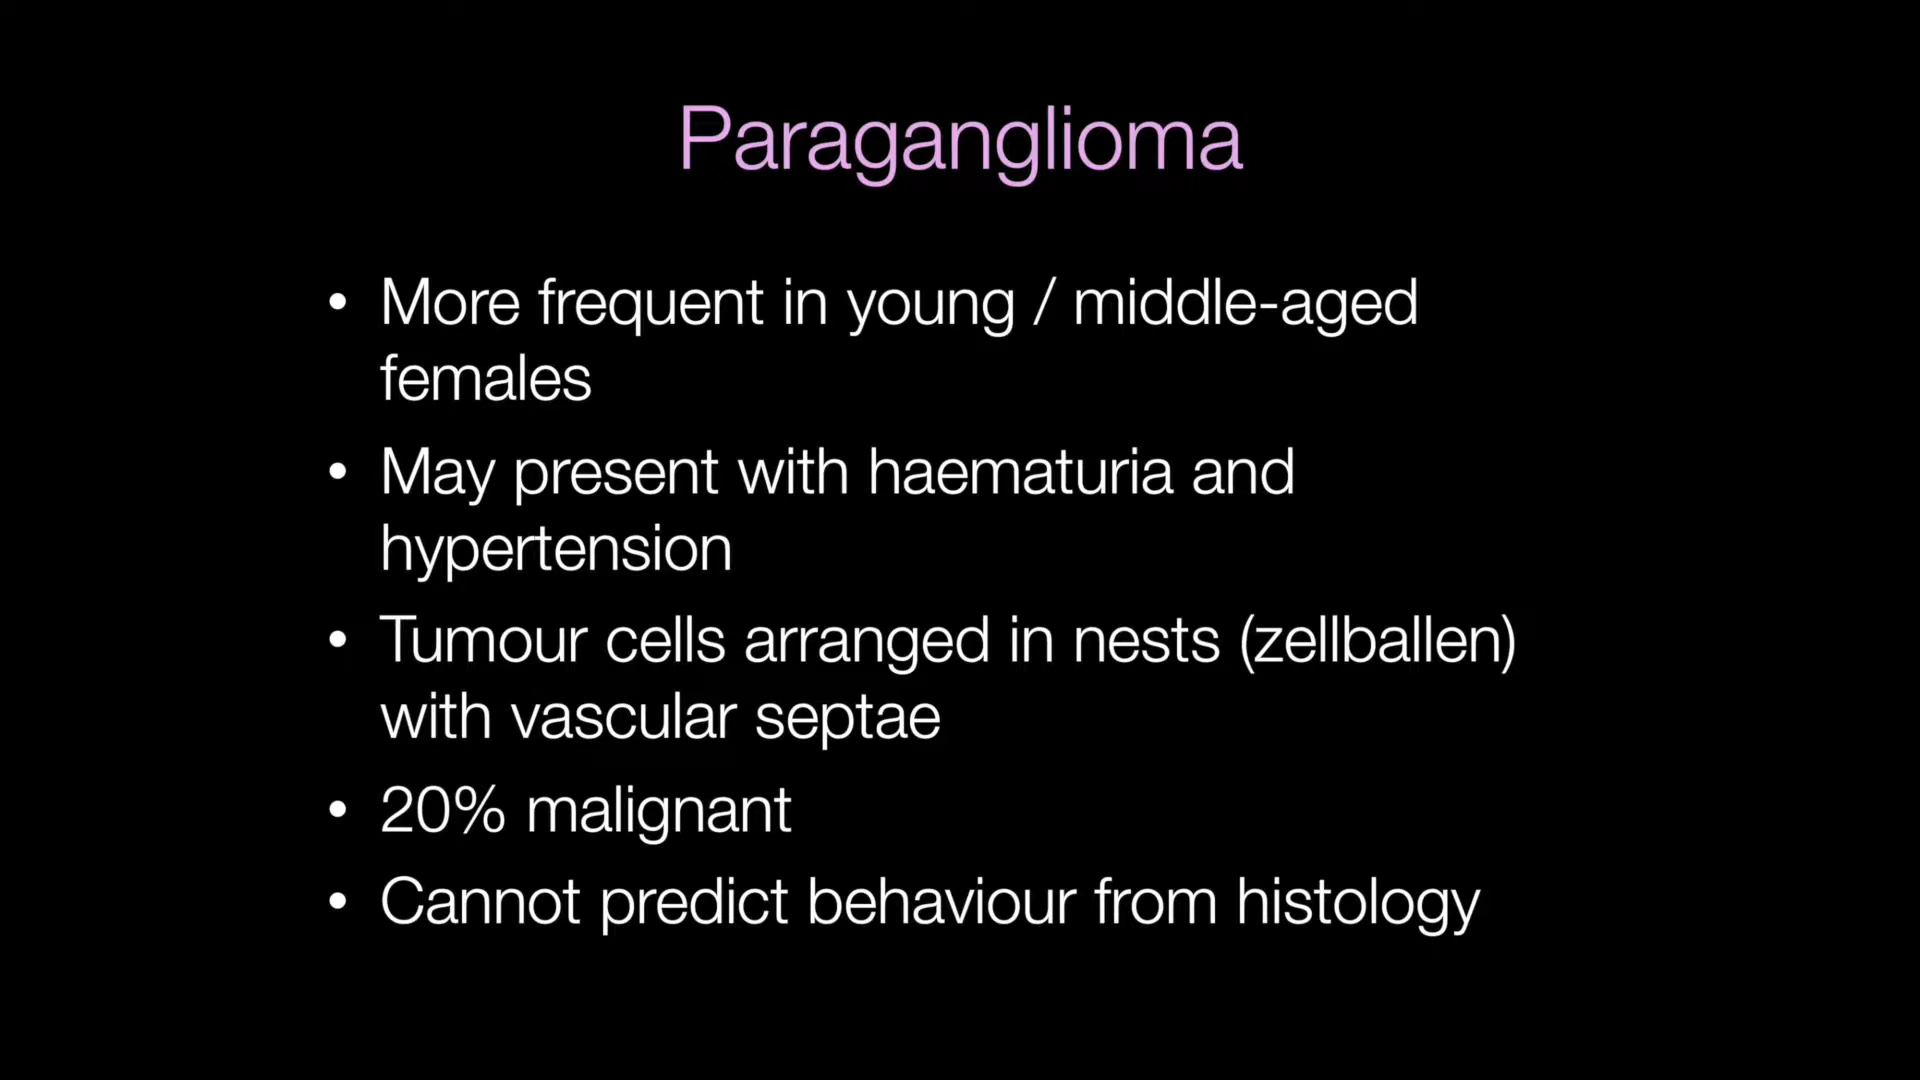 Paraganglioma
• More frequent in young / middle-aged
females
• May present with haematuria and
hypertension
• Tumour cells arranged in nests (zellballen)
with vascular septae
• 20% malignant
• Cannot predict behaviour from histology